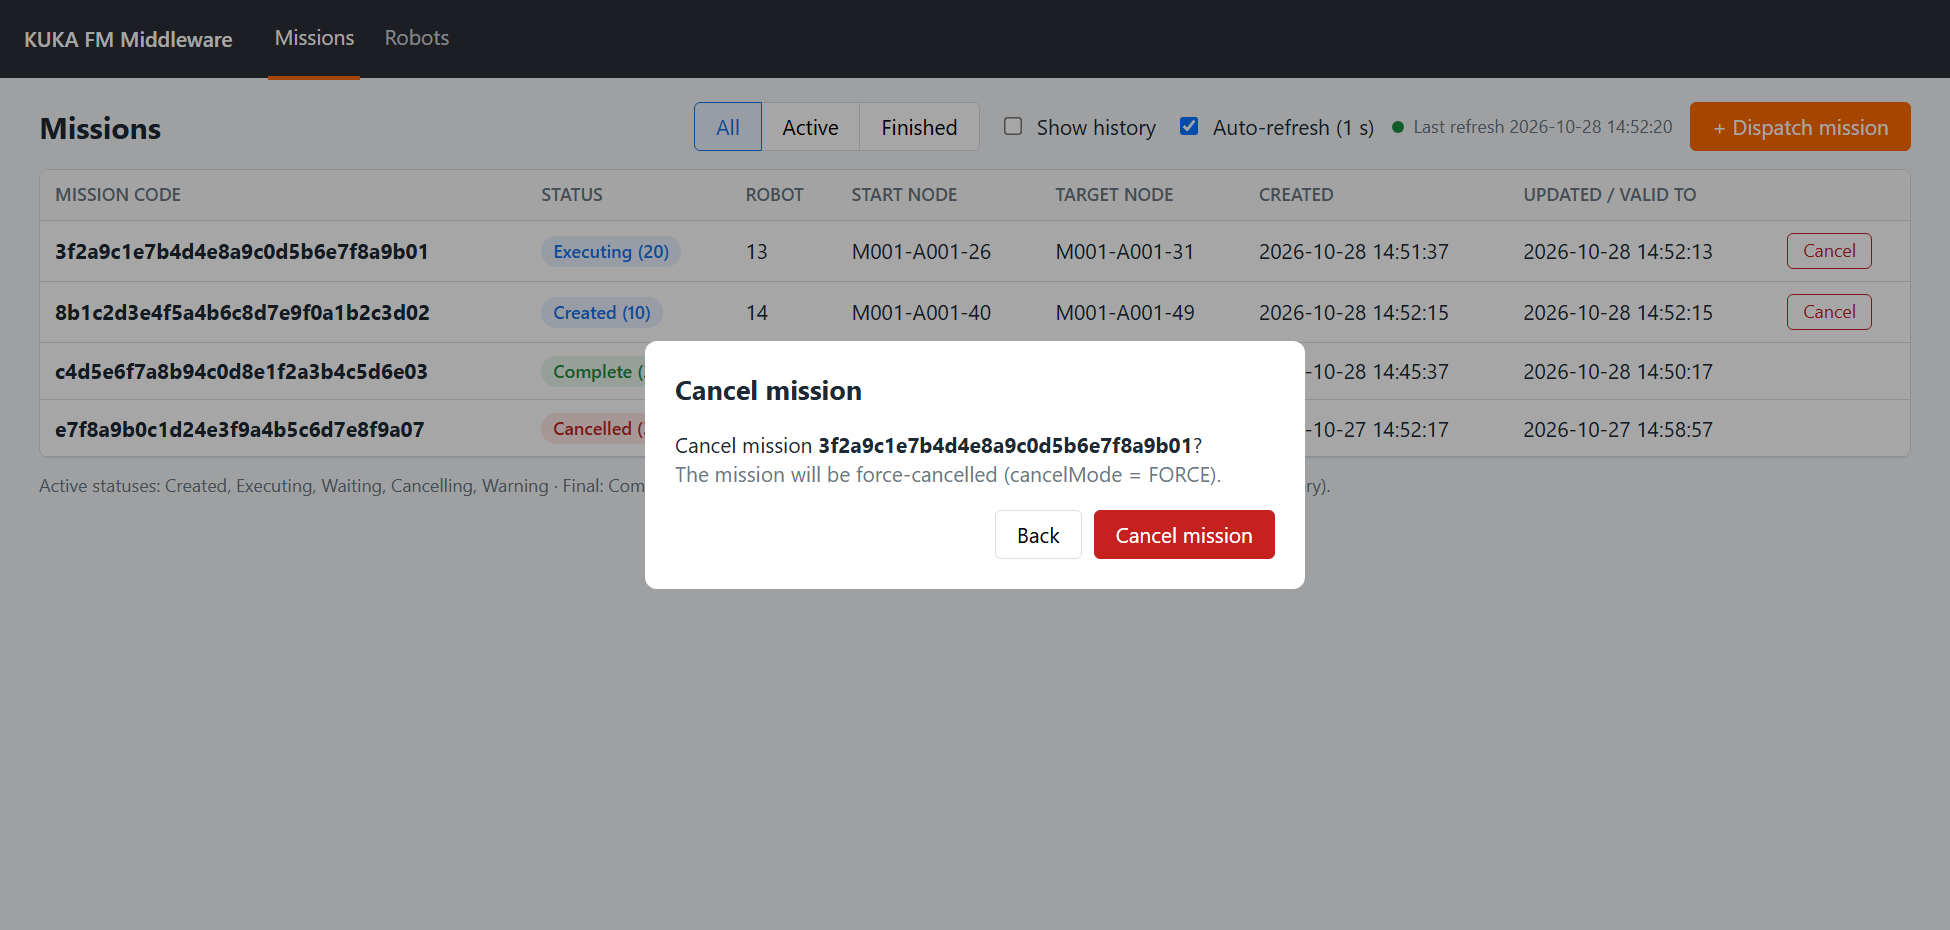 KUKA FM Middleware Missions Robots
Missions All Active Finished Show history Auto-refresh (1 s) Last refresh 2026-10-28 14:52:20 + Dispatch mission
MISSION CODE STATUS ROBOT START NODE TARGET NODE CREATED UPDATED / VALID TO
3f2a9c1e7b4d4e8a9c0d5b6e7f8a9b01 Executing (20) 13 M001-A001-26 M001-A001-31 2026-10-28 14:51:37 2026-10-28 14:52:13 Cancel
8b1c2d3e4f5a4b6c8d7e9f0a1b2c3d02 Created (10) 14 M001-A001-40 M001-A001-49 2026-10-28 14:52:15 2026-10-28 14:52:15 Cancel
c4d5e6f7a8b94c0d8e1f2a3b4c5d6e03 Complete ( -10-28 14:45:37 2026-10-28 14:50:17
e7f8a9b0c1d24e3f9a4b5c6d7e8f9a07 Cancelled ( -10-27 14:52:17 2026-10-27 14:58:57
Active statuses: Created, Executing, Waiting, Cancelling, Warning · Final: Com ry).
Cancel mission
Cancel mission 3f2a9c1e7b4d4e8a9c0d5b6e7f8a9b01?
The mission will be force-cancelled (cancelMode = FORCE).
Back Cancel mission